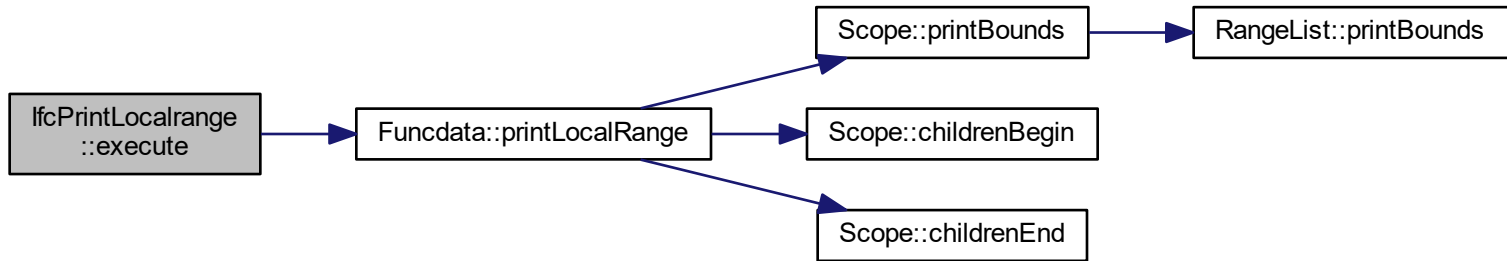 IfcPrintLocalrange
::execute
Funcdata::printLocalRange
Scope::printBounds
RangeList::printBounds
Scope::childrenBegin
Scope::childrenEnd